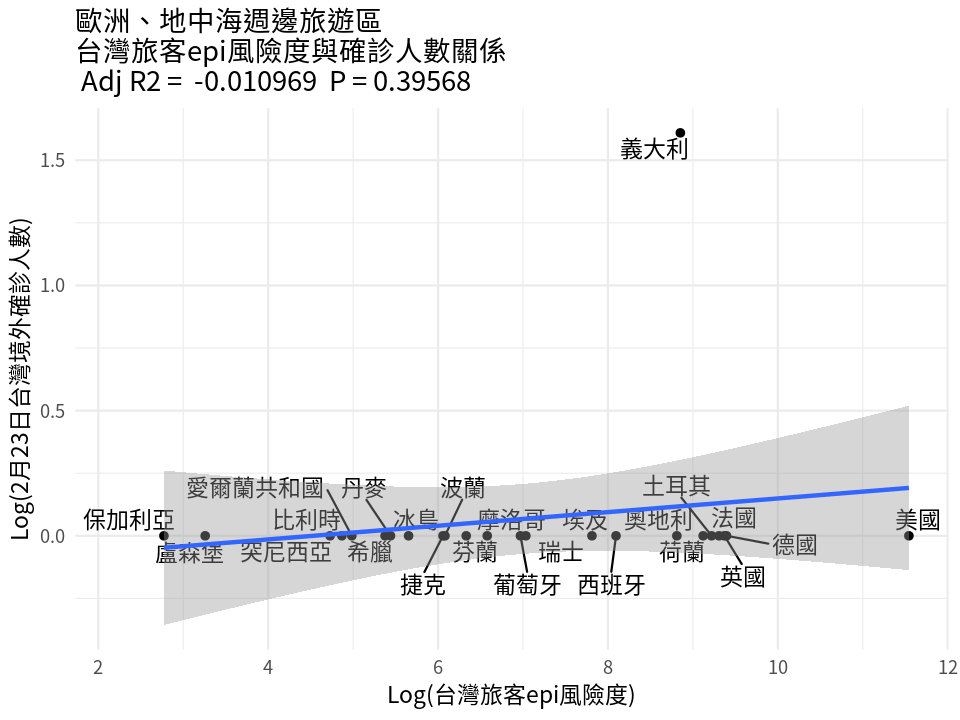 歐洲、地中海週邊旅遊區
台灣旅客epi風險度與確診人數關係
Adj R2 = -0.010969 P = 0.39568
Log(2月23日台灣境外確診人數)
1.5
1.0
0.5
0.0
義大利
愛爾蘭共和國
丹麥
波蘭
土耳其
保加利亞
比利時
冰島
摩洛哥
埃及
奧地利
法國
美國
盧森堡
突尼西亞
希臘
芬蘭
瑞士
荷蘭
德國
捷克
葡萄牙
西班牙
英國
2
4
6
8
10
12
Log(台灣旅客epi風險度)